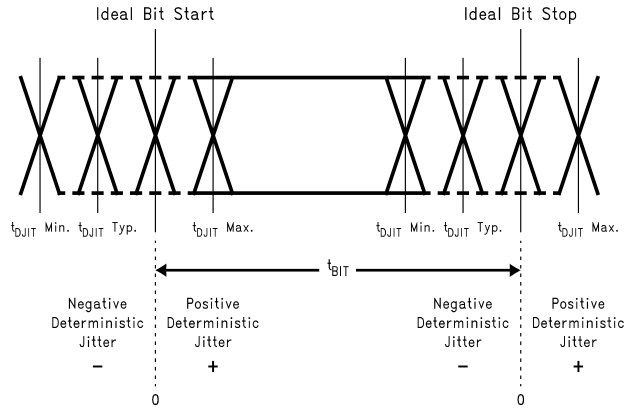 Ideal Bit Start
Ideal Bit Stop
tDJIT Min.
tDJIT Typ.
tDJIT Max.
tDJIT Min.
tDJIT Typ.
tDJIT Max.
tBIT
Negative
Deterministic
Jitter
−
Positive
Deterministic
Jitter
+
Negative
Deterministic
Jitter
−
Positive
Deterministic
Jitter
+
0
0